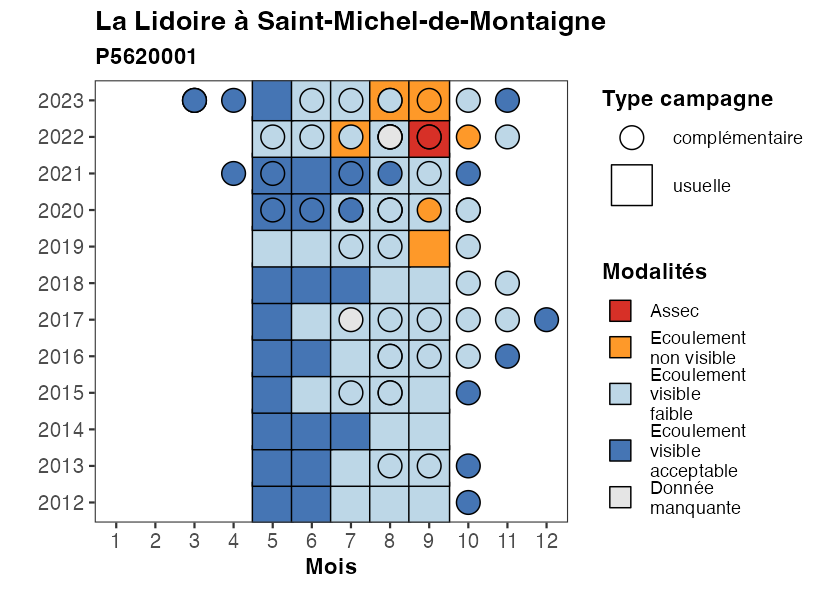 La Lidoire à Saint-Michel-de-Montaigne
P5620001
2023
2022
2021
2020
2019
2018
2017
2016
2015
2014
2013
2012
1 2 3 4 5 6 7 8 9 10 11 12
Mois
Type campagne
complémentaire
usuelle
Modalités
Assec
Ecoulement
non visible
Ecoulement
visible
faible
Ecoulement
visible
acceptable
Donnée
manquante